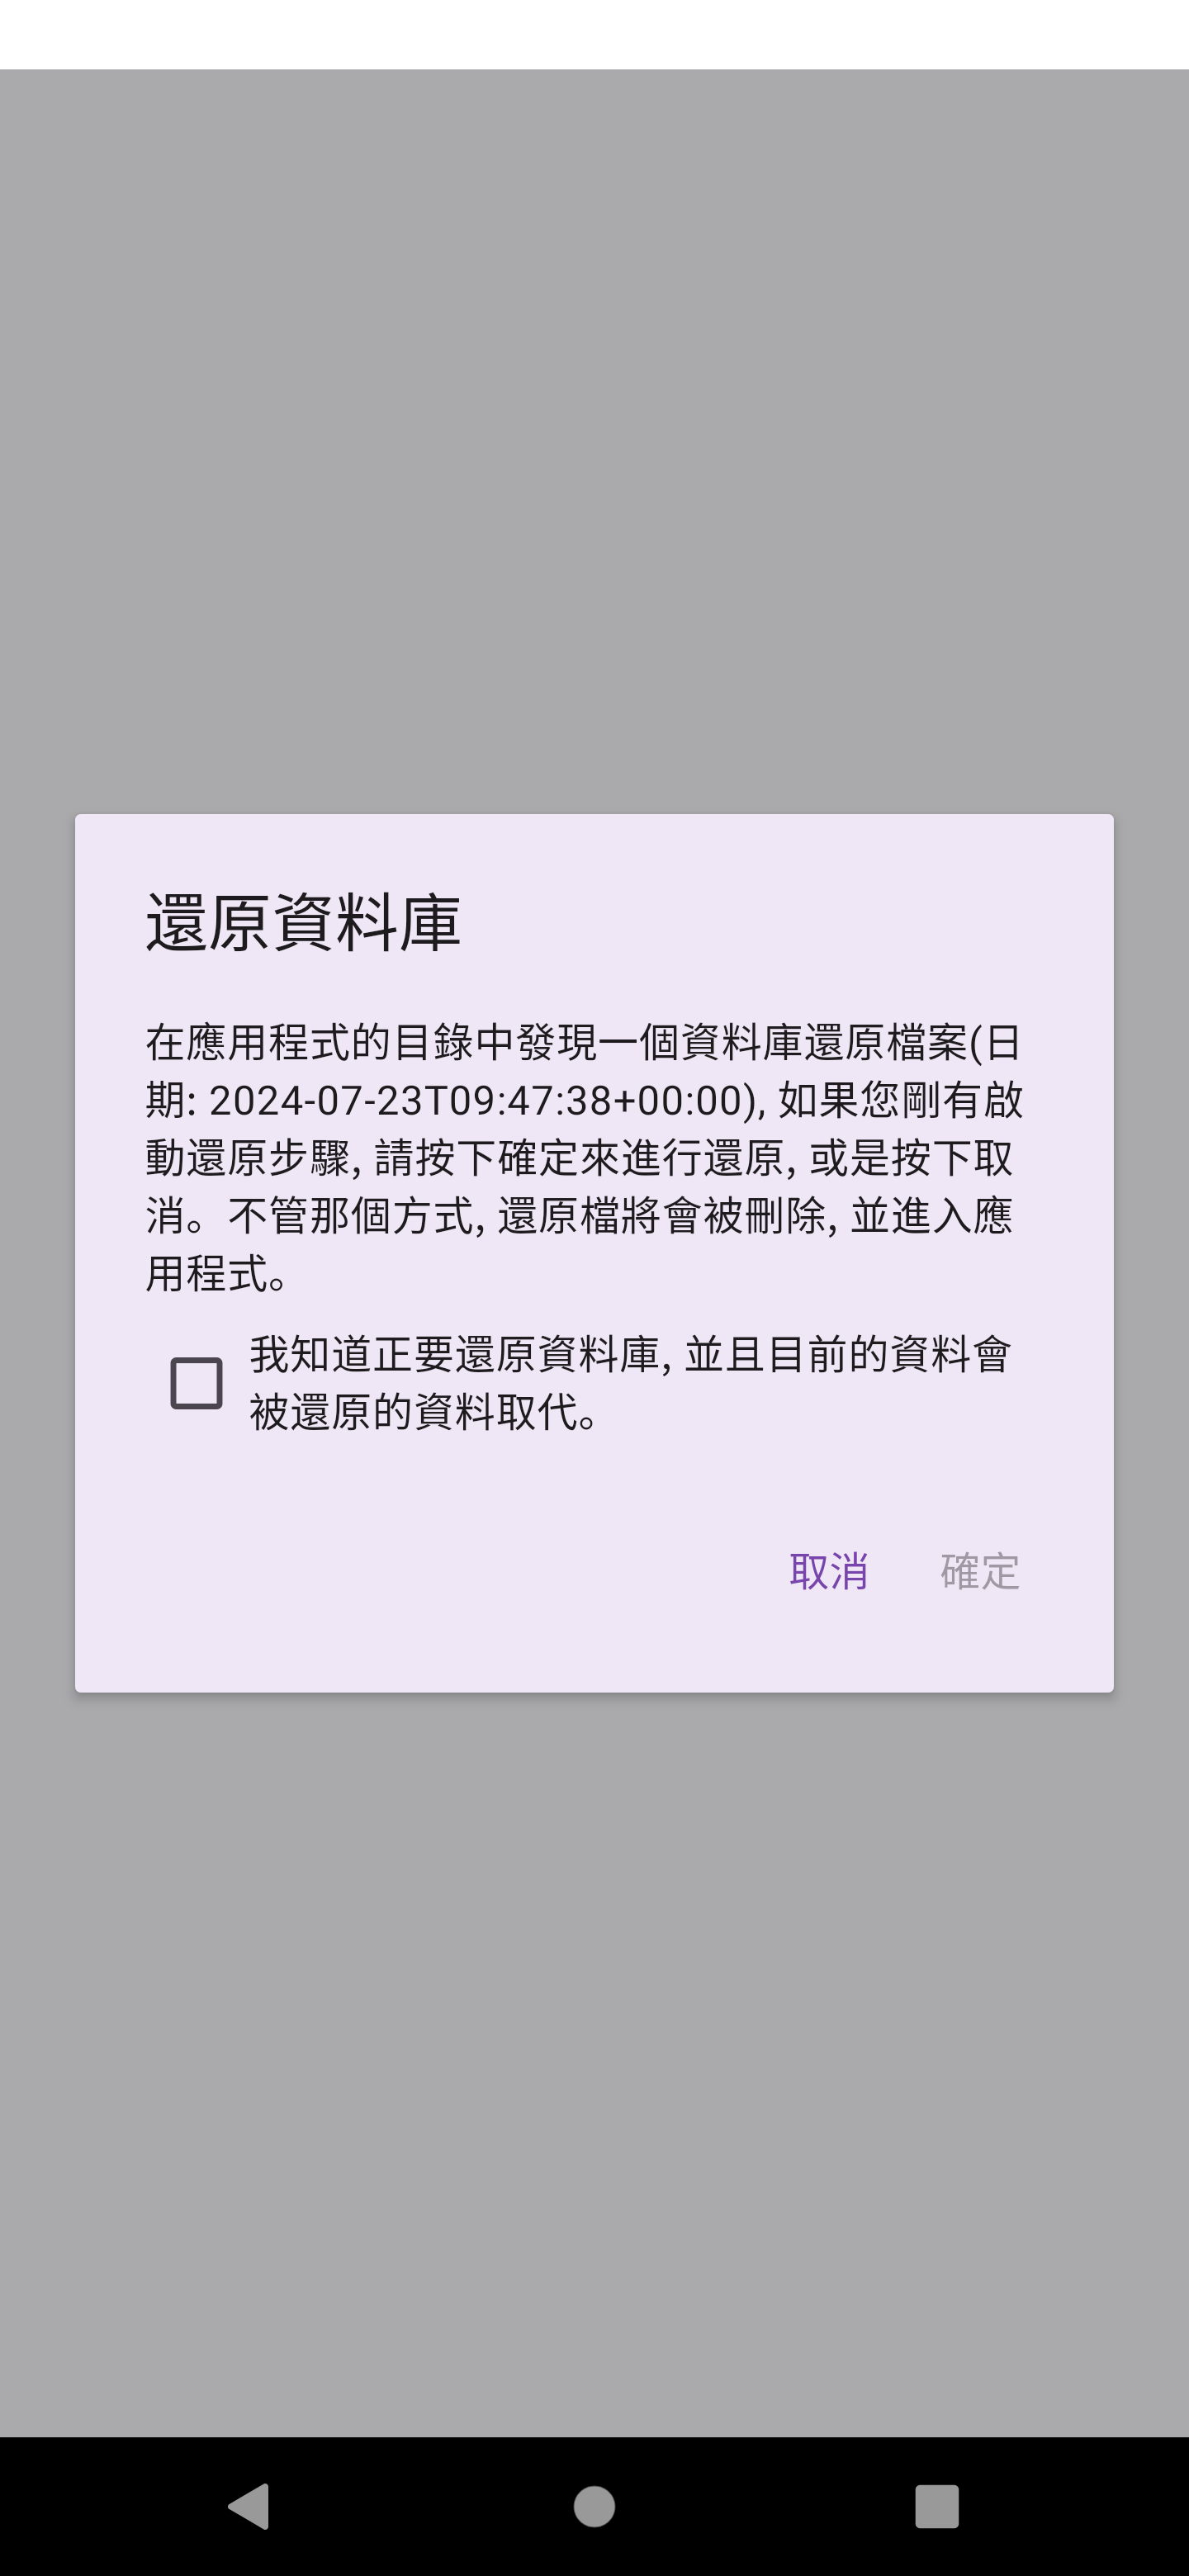 還原資料庫
在應用程式的目錄中發現一個資料庫還原檔案(日
期: 2024-07-23T09:47:38+00:00), 如果您剛有啟
動還原步驟, 請按下確定來進行還原, 或是按下取
消。不管那個方式, 還原檔將會被刪除, 並進入應
用程式。
我知道正要還原資料庫, 並且目前的資料會
被還原的資料取代。
取消 確定